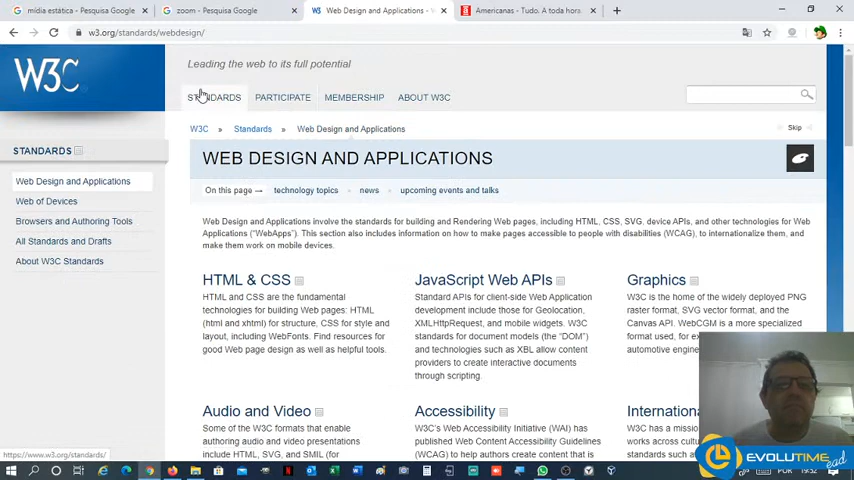 mídia estática - Pesquisa Google
zoom - Pesquisa Google
W3C Web Design and Applications - W
Americanas - Tudo. A toda hora
w3.org/standards/webdesign/
W3C
Leading the web to its full potential
STANDARDS PARTICIPATE MEMBERSHIP ABOUT W3C
W3C » Standards » Web Design and Applications
Skip
STANDARDS
Web Design and Applications
Web of Devices
Browsers and Authoring Tools
All Standards and Drafts
About W3C Standards
WEB DESIGN AND APPLICATIONS
On this page → technology topics news upcoming events and talks
Web Design and Applications involve the standards for building and Rendering Web pages, including HTML, CSS, SVG, device APIs, and other technologies for Web
Applications ("WebApps"). This section also includes information on how to make pages accessible to people with disabilities (WCAG), to internationalize them, and
make them work on mobile devices.
HTML & CSS
HTML and CSS are the fundamental
technologies for building Web pages: HTML
(html and xhtml) for structure, CSS for style and
layout, including WebFonts. Find resources for
good Web page design as well as helpful tools.
JavaScript Web APIs
Standard APIs for client-side Web Application
development include those for Geolocation,
XMLHttpRequest, and mobile widgets. W3C
standards for document models (the "DOM")
and technologies such as XBL allow content
providers to create interactive documents
through scripting.
Graphics
W3C is the home of the widely deployed PNG
raster format, SVG vector format, and the
Canvas API. WebCGM is a more specialized
format used, for
automotive
Audio and Video
Some of the W3C formats that enable
authoring audio and video presentations
include HTML, SVG, and SMIL (for
Accessibility
W3C's Web Accessibility Initiative (WAI) has
published Web Content Accessibility Guidelines
(WCAG) to help authors create content that is
W3C has a
works across
https://www.w3.org/standards/
EVOLUTIME
ead
POR
19:32